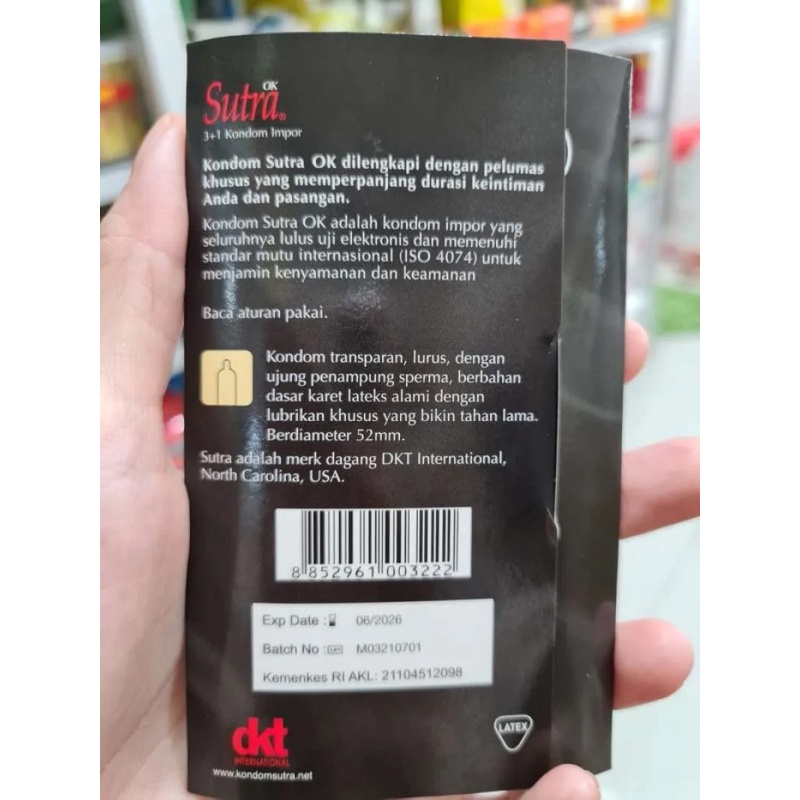 Sutra OK
3+1 Kondom Impor
Kondom Sutra OK dilengkapi dengan pelumas
khusus yang memperpanjang durasi keintiman
Anda dan pasangan.
Kondom Sutra OK adalah kondom impor yang
seluruhnya lulus uji elektronis dan memenuhi
standar mutu internasional (ISO 4074) untuk
menjamin kenyamanan dan keamanan
Baca aturan pakai.
Kondom transparan, lurus, dengan
ujung penampung sperma, berbahan
dasar karet lateks alami dengan
lubrikan khusus yang bikin tahan lama.
Berdiameter 52mm.
Sutra adalah merk dagang DKT International,
North Carolina, USA.
8 852961 003222
Exp Date : 06/2026
Batch No : LOT M03210701
Kemenkes RI AKL: 21104512098
dkt
INTERNATIONAL
www.kondomsutra.net
LATEX